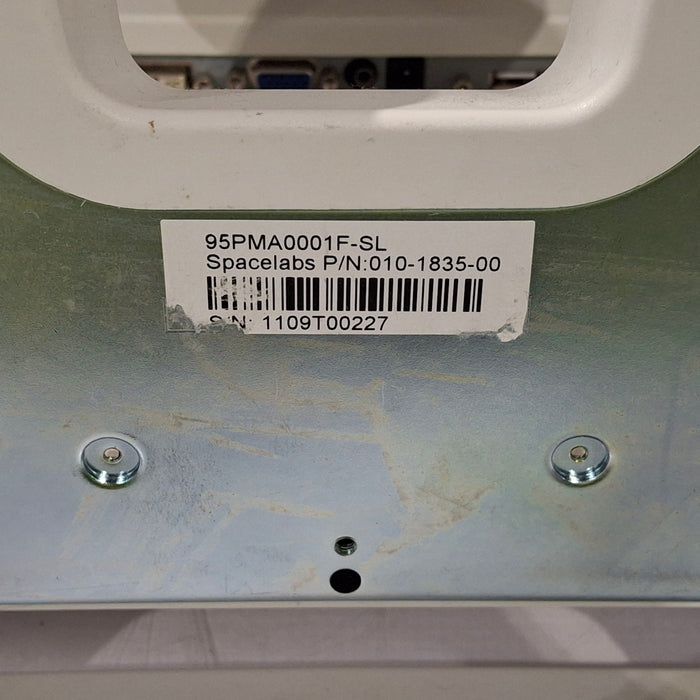 95PMA0001F-SL
Spacelabs P/N:010-1835-00
S/N: 1109T00227